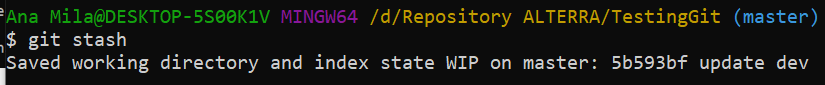 Ana Mila@DESKTOP-5S00K1V MINGW64 /d/Repository ALTERRA/TestingGit (master)
$ git stash
Saved working directory and index state WIP on master: 5b593bf update dev